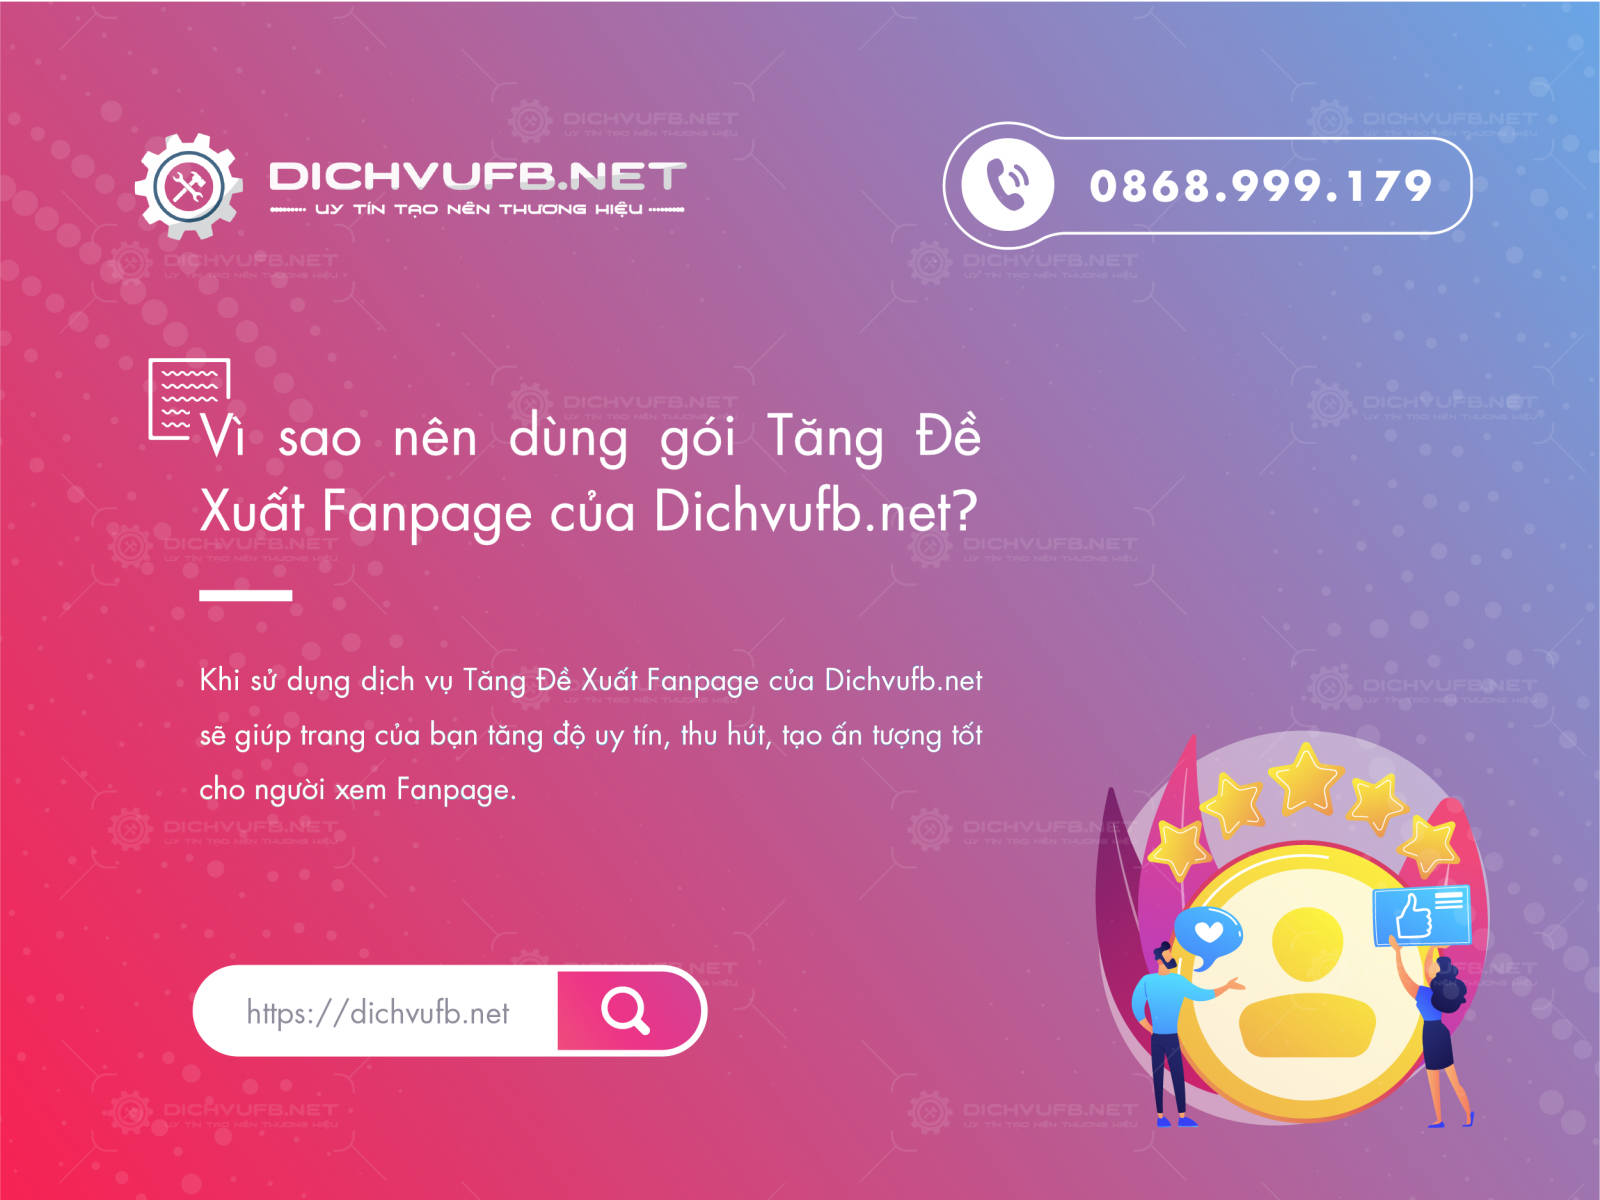 DICHVUFB.NET
UY TÍN TẠO NÊN THƯƠNG HIỆU
0868.999.179
Vì sao nên dùng gói Tăng Đề
Xuất Fanpage của Dichvufb.net?
Khi sử dụng dịch vụ Tăng Đề Xuất Fanpage của Dichvufb.net
sẽ giúp trang của bạn tăng độ uy tín, thu hút, tạo ấn tượng tốt
cho người xem Fanpage.
https://dichvufb.net